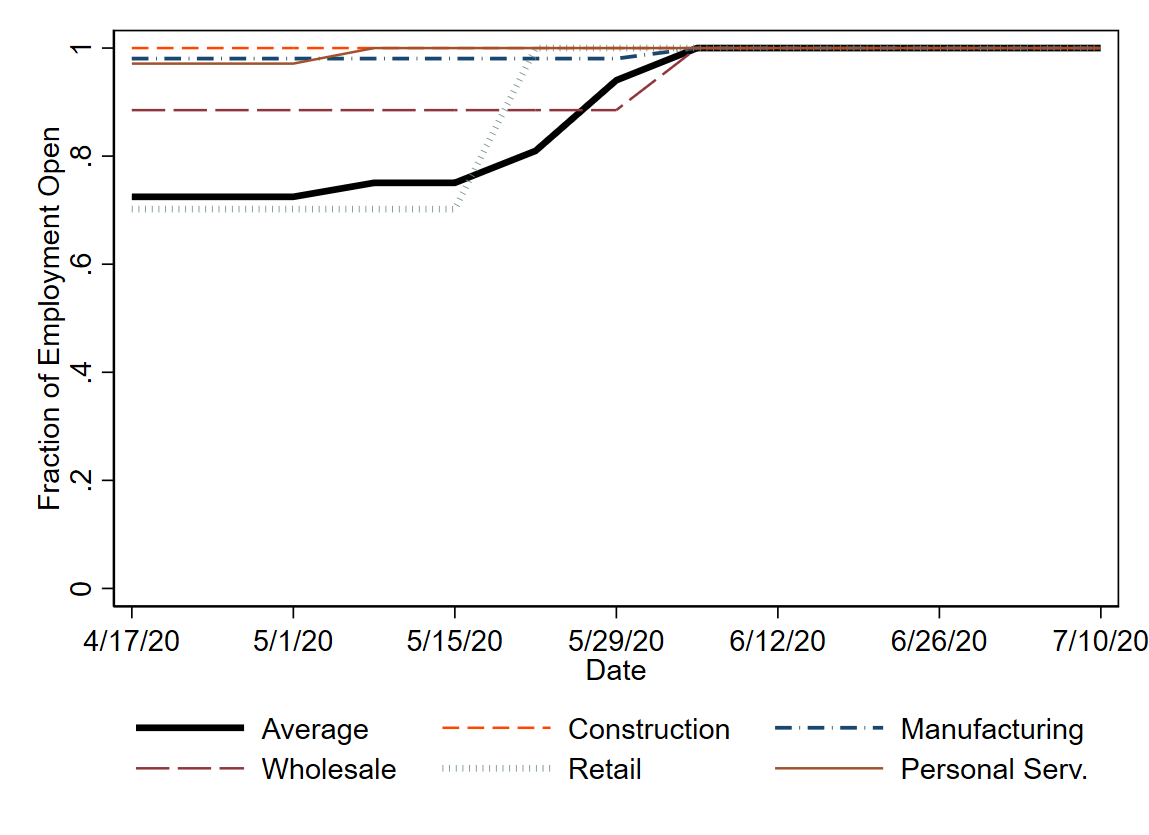 Fraction of Employment Open
1
.8
.6
.4
.2
0
4/17/20 5/1/20 5/15/20 5/29/20 6/12/20 6/26/20 7/10/20
Date
Average Construction Manufacturing
Wholesale Retail Personal Serv.